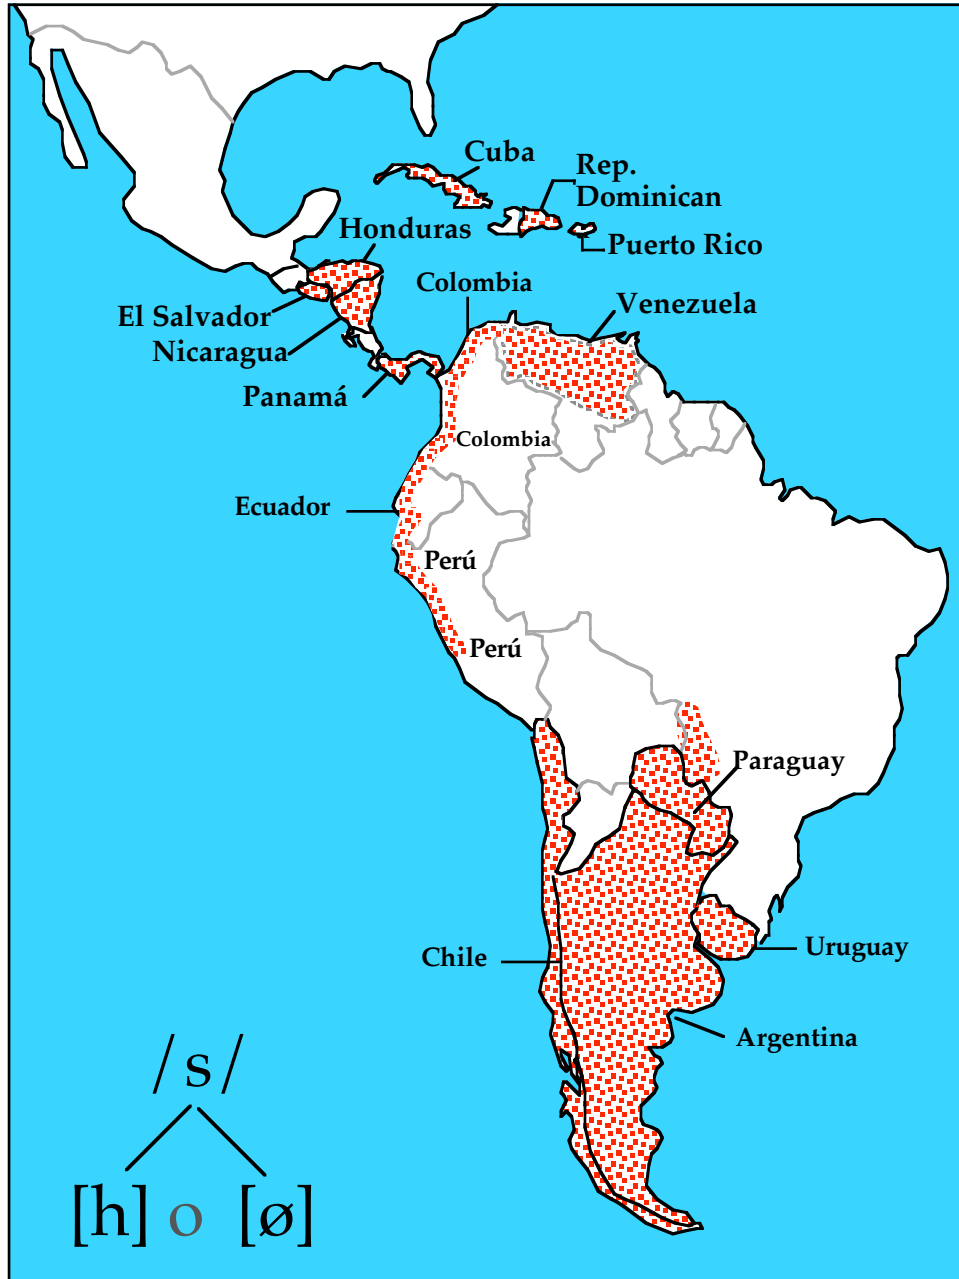 Cuba
Rep.
Dominican
Honduras
Puerto Rico
Colombia
Venezuela
El Salvador
Nicaragua
Panamá
Colombia
Ecuador
Perú
Perú
Paraguay
Chile
Uruguay
Argentina
/s/
[h] o [ø]